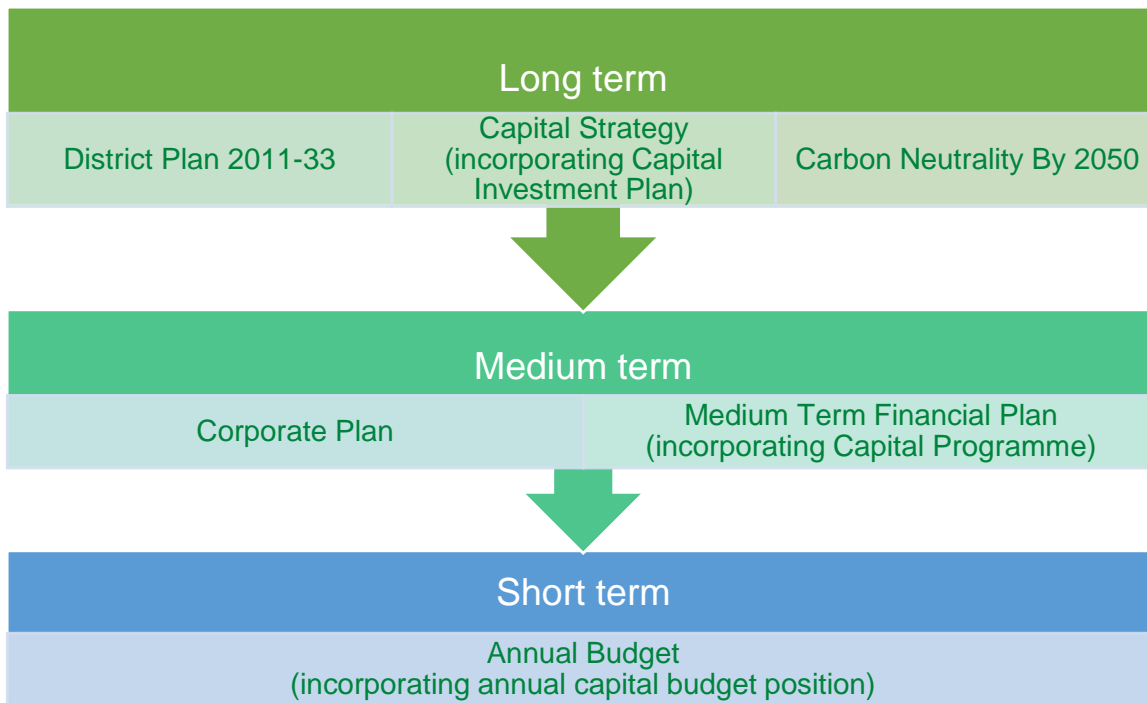 Long term
District Plan 2011-33
Capital Strategy
(incorporating Capital
Investment Plan)
Carbon Neutrality By 2050
Medium term
Corporate Plan
Medium Term Financial Plan
(incorporating Capital Programme)
Short term
Annual Budget
(incorporating annual capital budget position)